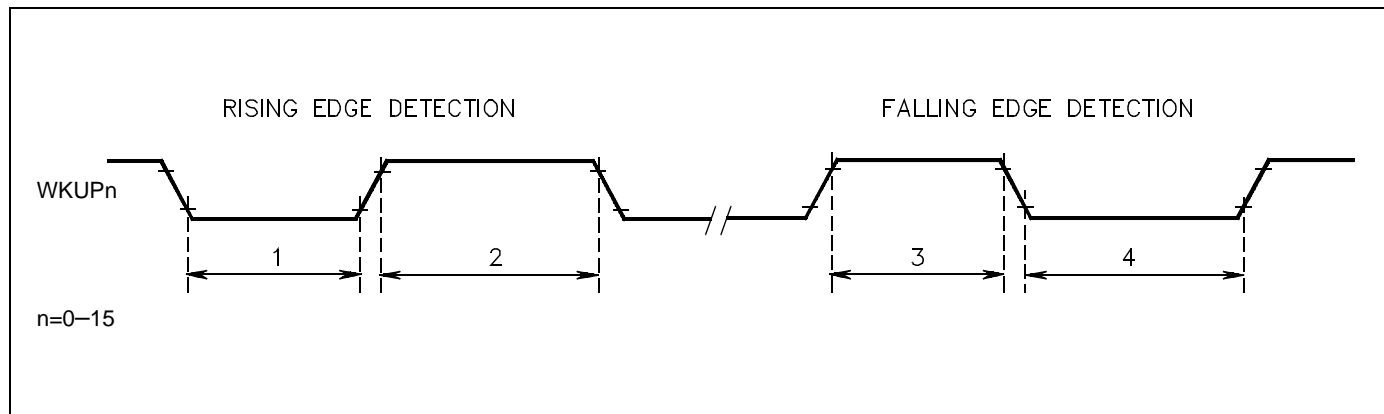 RISING EDGE DETECTION
FALLING EDGE DETECTION
WKUPn
1
2
3
4
n=0–15